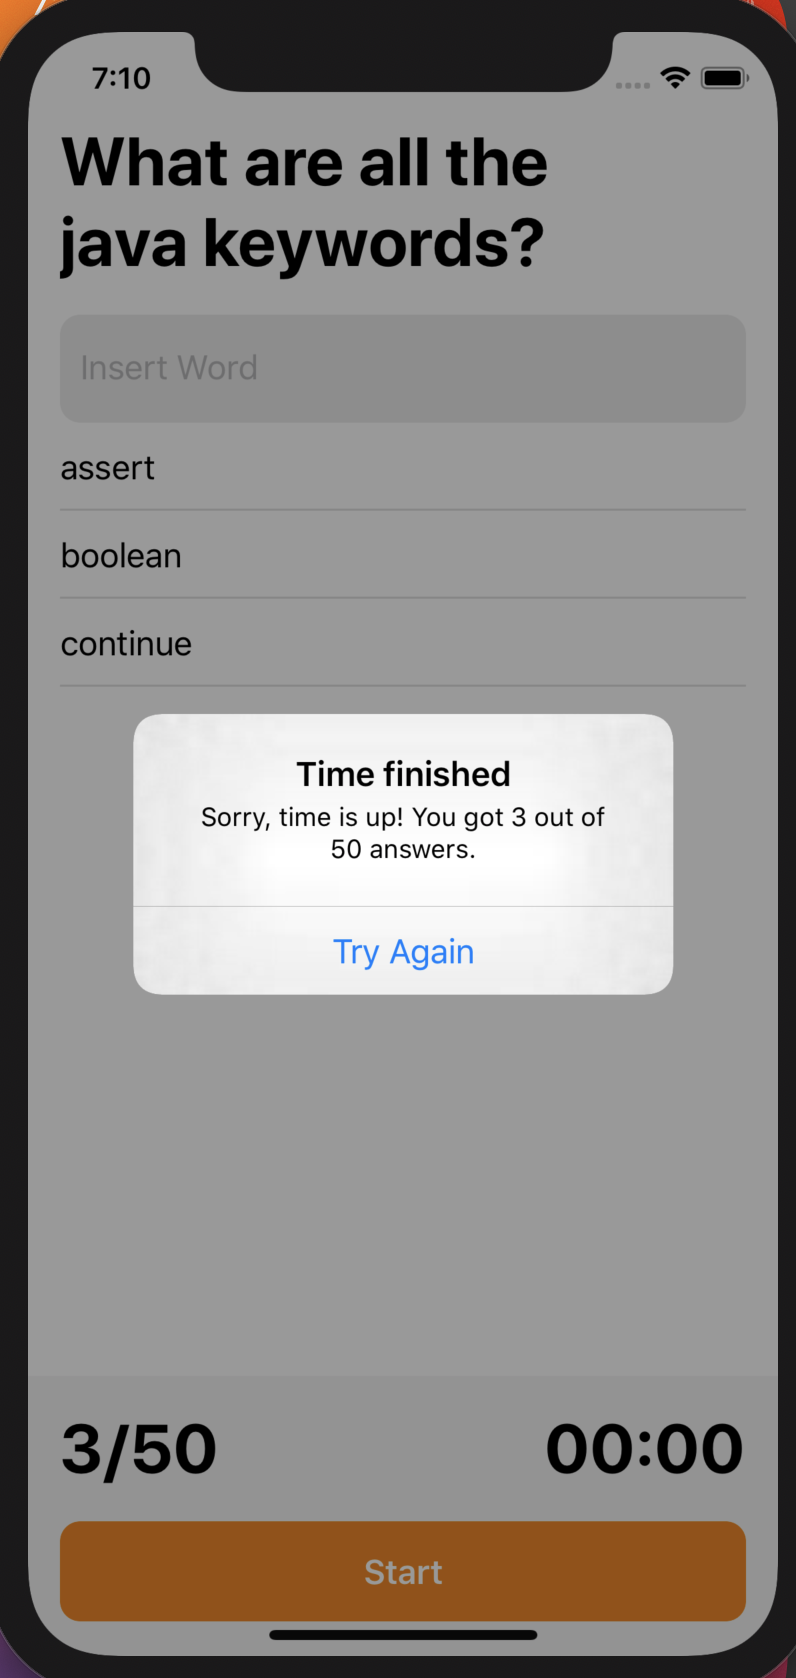 7:10
What are all the
java keywords?
Insert Word
assert
boolean
continue
Time finished
Sorry, time is up! You got 3 out of
50 answers.
Try Again
3/50
00:00
Start